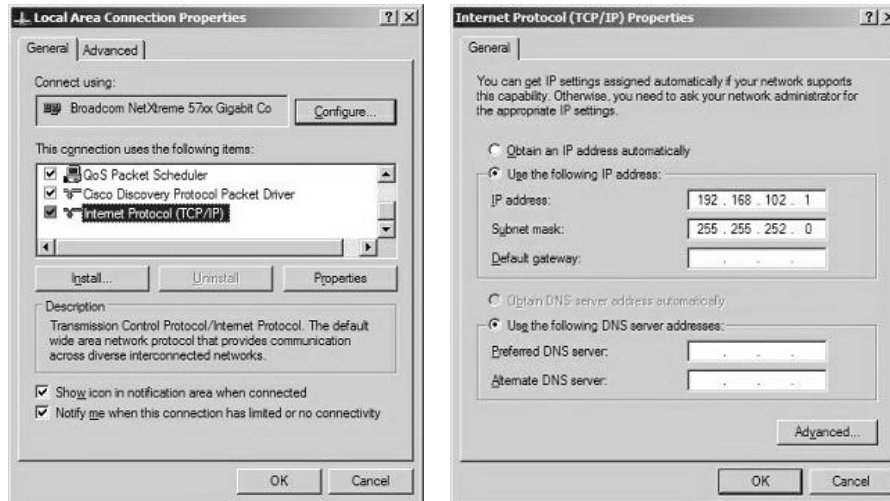 Local Area Connection Properties
General Advanced
Connect using:
Broadcom NetXtreme 57xx Gigabit Co
Configure...
This connection uses the following items:
QoS Packet Scheduler
Cisco Discovery Protocol Packet Driver
Internet Protocol (TCP/IP)
Install... Uninstall Properties
Description
Transmission Control Protocol/Internet Protocol. The default
wide area network protocol that provides communication
across diverse interconnected networks.
Show icon in notification area when connected
Notify me when this connection has limited or no connectivity
OK Cancel
Internet Protocol (TCP/IP) Properties
General
You can get IP settings assigned automatically if your network supports
this capability. Otherwise, you need to ask your network administrator for
the appropriate IP settings.
Obtain an IP address automatically
Use the following IP address:
IP address: 192 . 168 . 102 . 1
Subnet mask: 255 . 255 . 252 . 0
Default gateway: . . .
Obtain DNS server address automatically
Use the following DNS server addresses:
Preferred DNS server: . . .
Alternate DNS server: . . .
Advanced...
OK Cancel